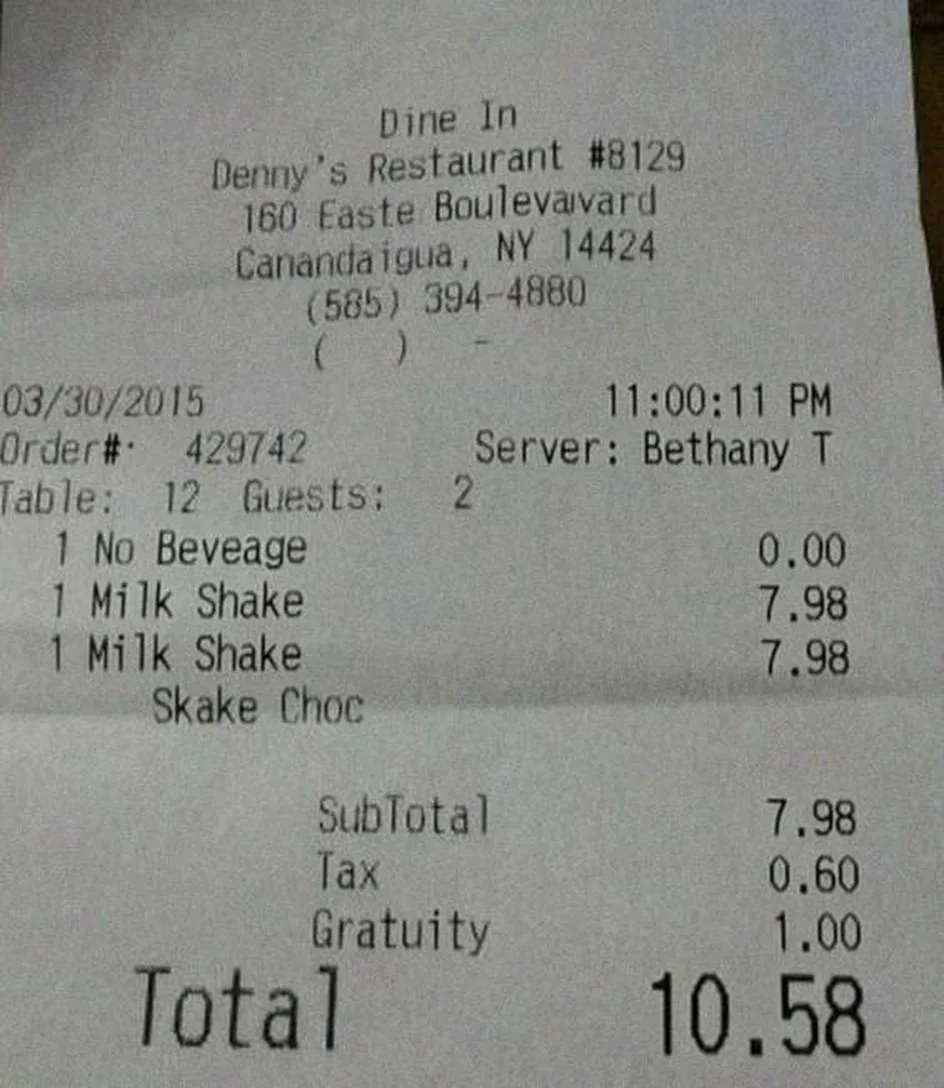 Dine In
Denny's Restaurant #8129
160 Easte Boulevawvard
Canandaigua, NY 14424
(585) 394-4880
( ) -
03/30/2015 11:00:11 PM
Order#· 429742 Server: Bethany T
Table: 12 Guests: 2
1 No Beveage 0.00
1 Milk Shake 7.98
1 Milk Shake 7.98
Skake Choc
SubTotal 7.98
Tax 0.60
Gratuity 1.00
Total 10.58